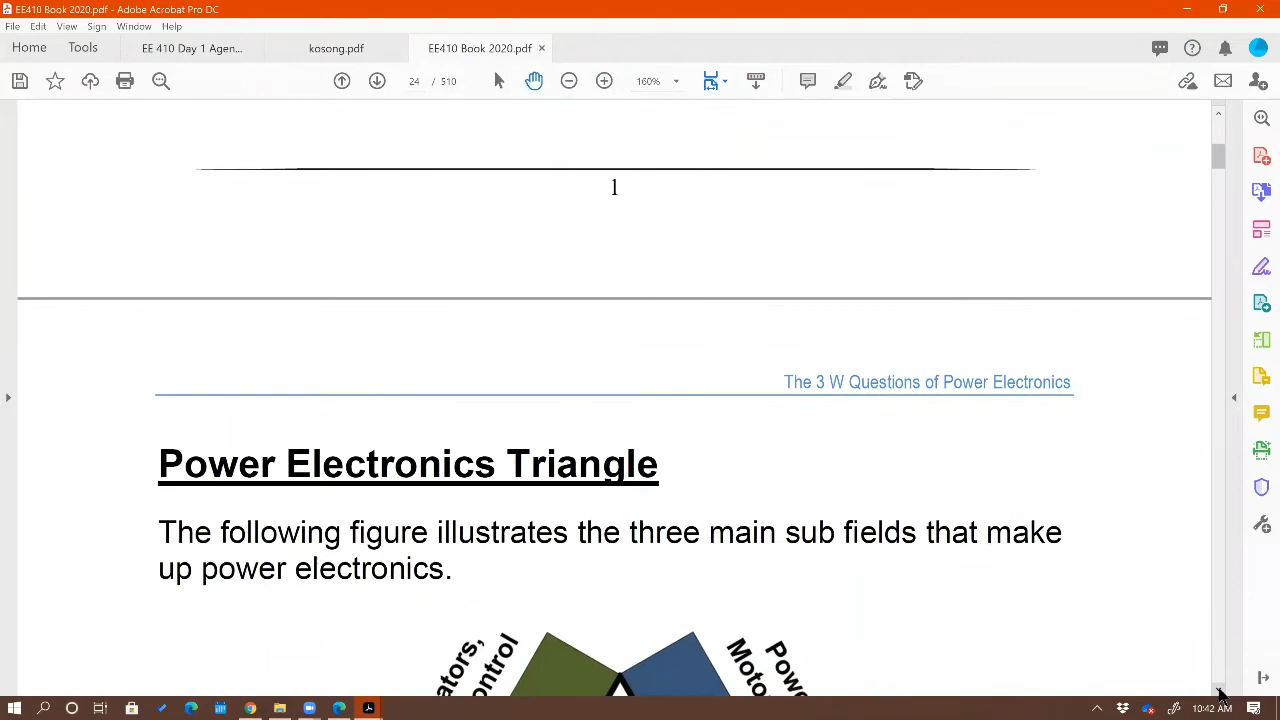 EE410 Book 2020.pdf - Adobe Acrobat Pro DC
File Edit View Sign Window Help
Home Tools EE 410 Day 1 Agen... kosong.pdf EE410 Book 2020.pdf
24 / 510 160%
1
The 3 W Questions of Power Electronics
Power Electronics Triangle
The following figure illustrates the three main sub fields that make
up power electronics.
10:42 AM